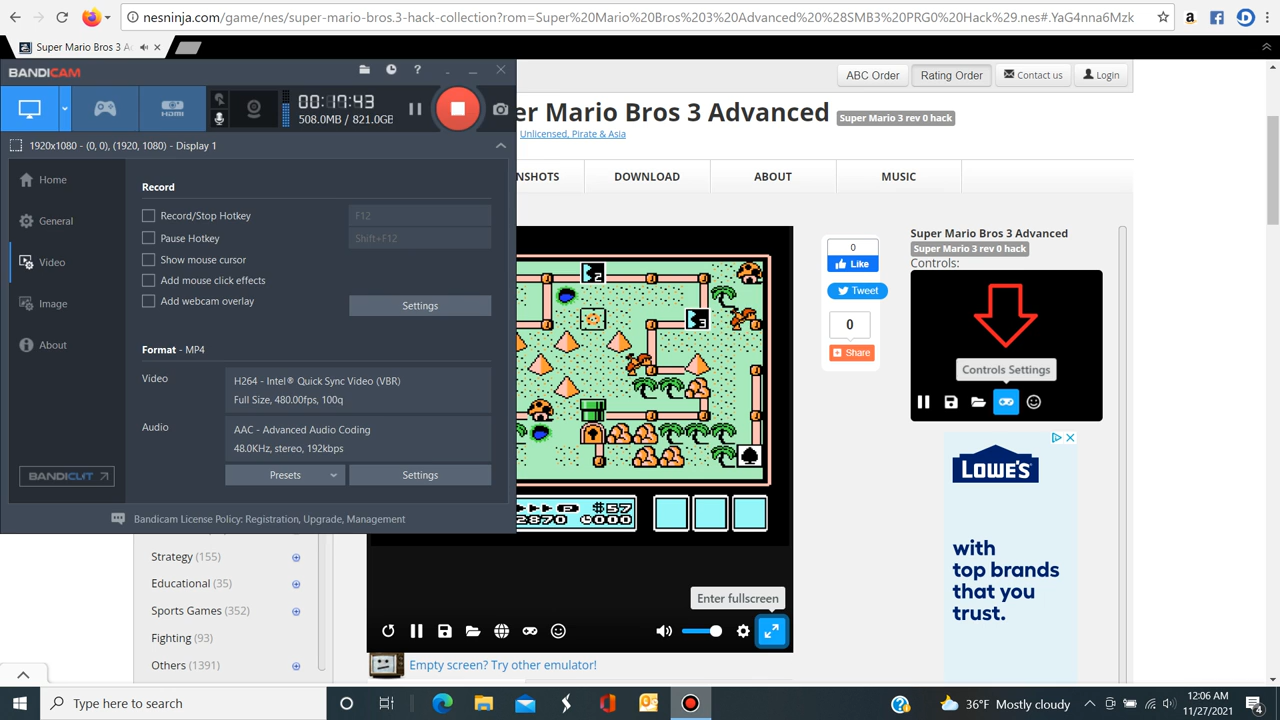 nesninja.com/game/nes/super-mario-bros.3-hack-collection?rom=Super%20Mario%20Bros%203%20Advanced%20%28SMB3%20PRG0%20Hack%29.nes#.YaG4nna6Mzk
Super Mario Bros 3 A
BANDICAM
508.0MB / 821.0GB
1920x1080 - (0, 0), (1920, 1080) - Display 1
Home
General
Video
Image
About
BANDICUT
Record
Record/Stop Hotkey
F12
Pause Hotkey
Shift+F12
Show mouse cursor
Add mouse click effects
Add webcam overlay
Settings
Format - MP4
Video
H264 - Intel® Quick Sync Video (VBR)
Full Size, 480.00fps, 100q
Audio
AAC - Advanced Audio Coding
48.0KHz, stereo, 192kbps
Presets
Settings
Bandicam License Policy: Registration, Upgrade, Management
ABC Order
Rating Order
Contact us
Login
er Mario Bros 3 Advanced
Super Mario 3 rev 0 hack
Unlicensed, Pirate & Asia
NSHOTS
DOWNLOAD
ABOUT
MUSIC
2
3
#57
2870
000
0
Like
Tweet
0
Share
Super Mario Bros 3 Advanced
Super Mario 3 rev 0 hack
Controls:
Controls Settings
LOWE'S
with
top brands
that you
trust.
Strategy (155)
Educational (35)
Sports Games (352)
Fighting (93)
Others (1391)
Enter fullscreen
Empty screen? Try other emulator!
Type here to search
36°F Mostly cloudy
12:06 AM
11/27/2021
4